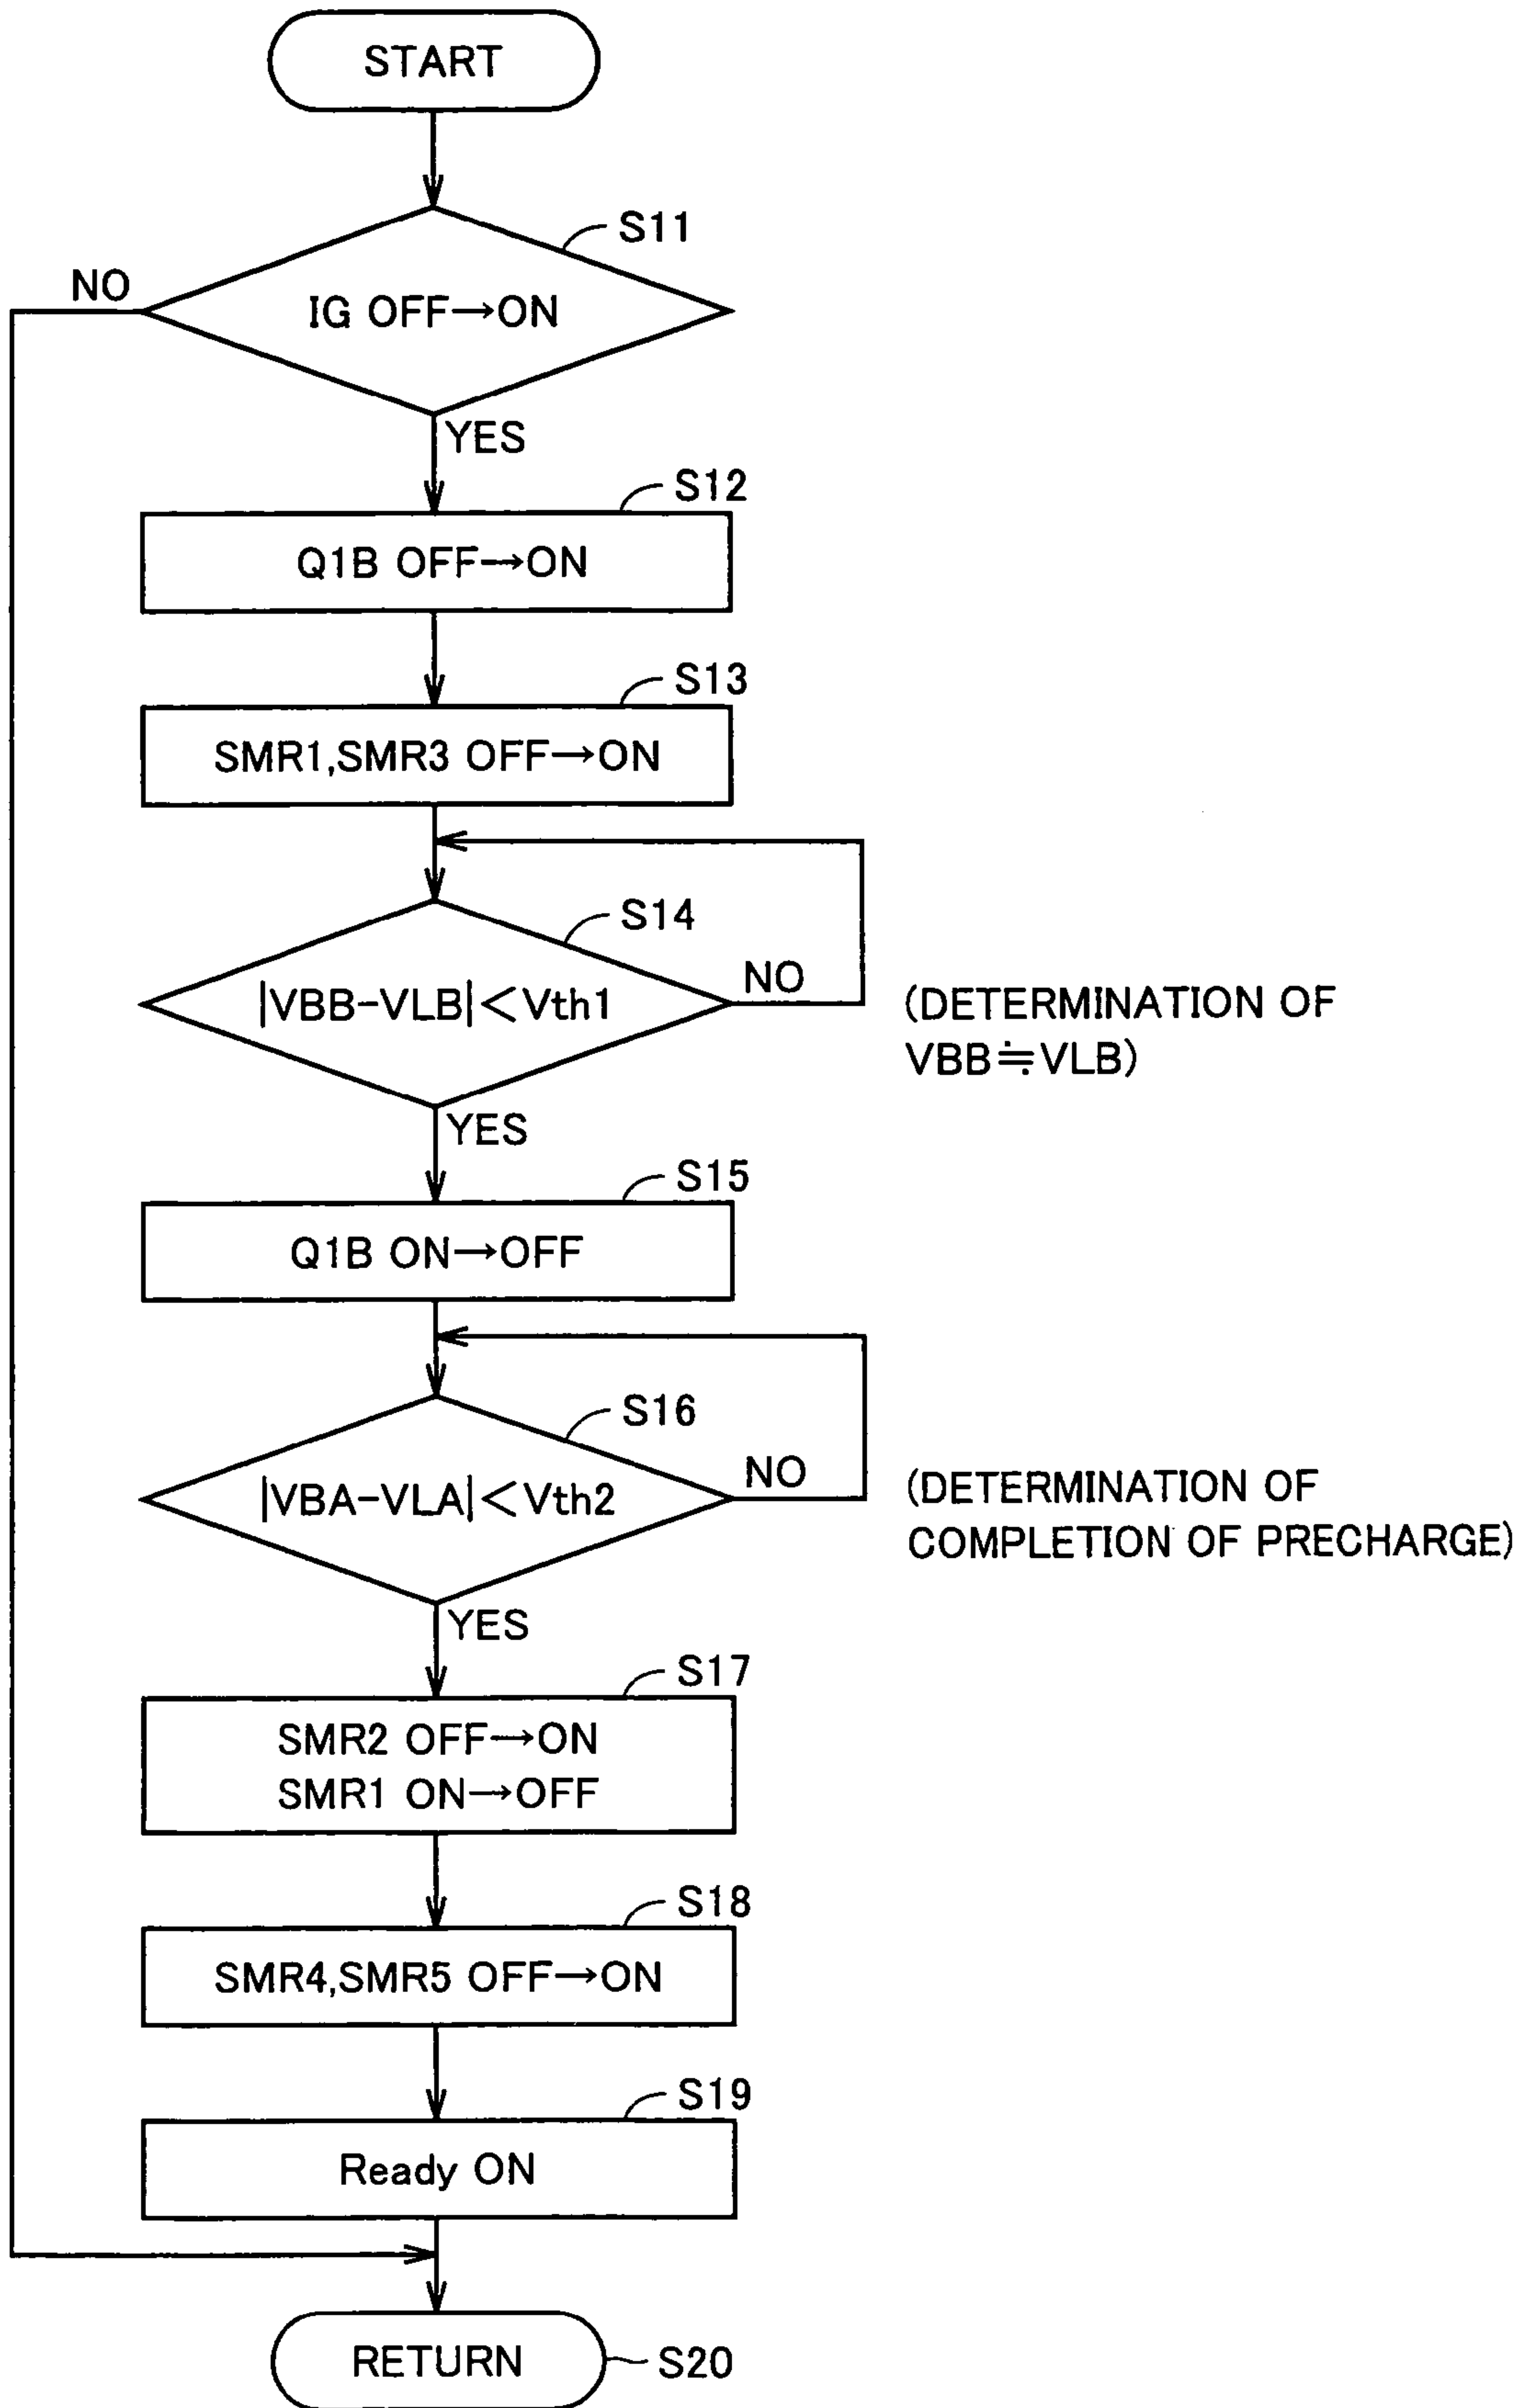 START
S11
NO
IG OFF→ON
YES
S12
Q1B OFF→ON
S13
SMR1,SMR3 OFF→ON
S14
|VBB-VLB|<Vth1
NO
(DETERMINATION OF
VBB≒VLB)
YES
S15
Q1B ON→OFF
S16
|VBA-VLA|<Vth2
NO
(DETERMINATION OF
COMPLETION OF PRECHARGE)
YES
S17
SMR2 OFF→ON
SMR1 ON→OFF
S18
SMR4,SMR5 OFF→ON
S19
Ready ON
RETURN
S20